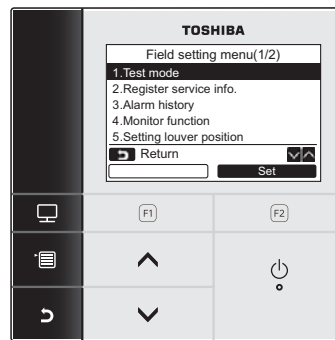 TOSHIBA
Field setting menu(1/2)
1.Test mode
2.Register service info.
3.Alarm history
4.Monitor function
5.Setting louver position
Return
Set
F1
F2